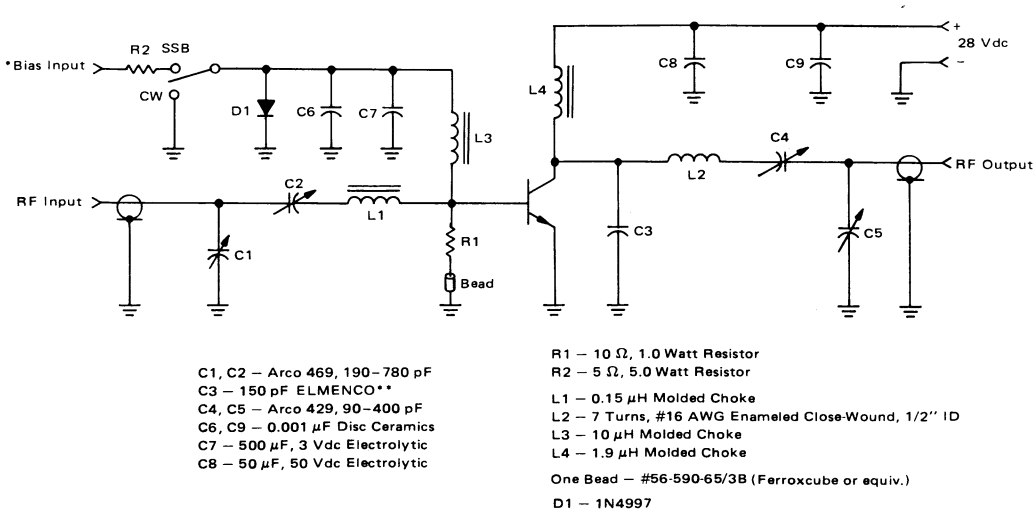 +
28 Vdc
–
R2 SSB
*Bias Input
CW
D1
C6
C7
L3
L4
C8
C9
C4
L2
RF Output
RF Input
C2
L1
C1
R1
Bead
C3
C5
C1, C2 – Arco 469, 190–780 pF
C3 – 150 pF ELMENCO**
C4, C5 – Arco 429, 90–400 pF
C6, C9 – 0.001 μF Disc Ceramics
C7 – 500 μF, 3 Vdc Electrolytic
C8 – 50 μF, 50 Vdc Electrolytic
R1 – 10 Ω, 1.0 Watt Resistor
R2 – 5 Ω, 5.0 Watt Resistor
L1 – 0.15 μH Molded Choke
L2 – 7 Turns, #16 AWG Enameled Close-Wound, 1/2'' ID
L3 – 10 μH Molded Choke
L4 – 1.9 μH Molded Choke
One Bead – #56-590-65/3B (Ferroxcube or equiv.)
D1 – 1N4997